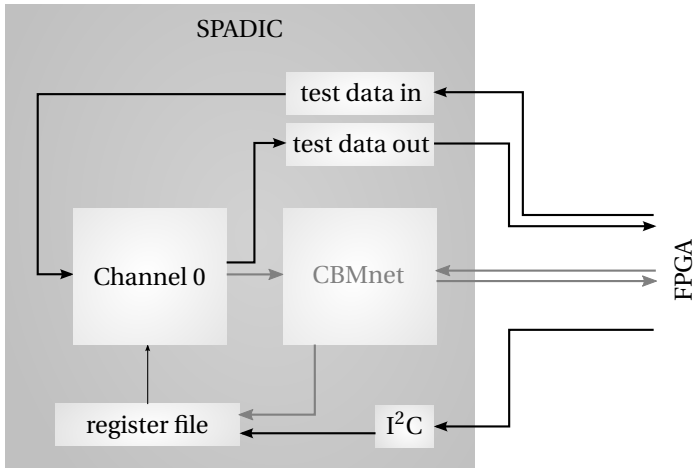 SPADIC
test data in
test data out
Channel 0
CBMnet
FPGA
register file
I²C